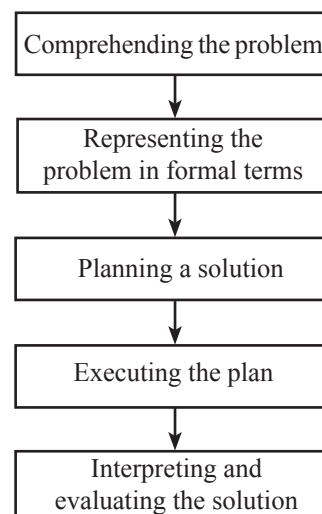 Comprehending the problem
Representing the
problem in formal terms
Planning a solution
Executing the plan
Interpreting and
evaluating the solution